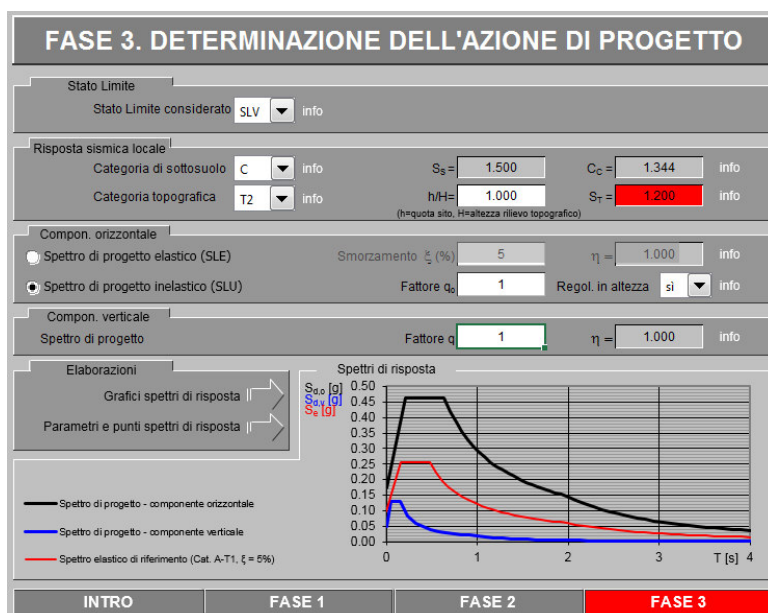 FASE 3. DETERMINAZIONE DELL'AZIONE DI PROGETTO
Stato Limite
Stato Limite considerato SLV info
Risposta sismica locale
Categoria di sottosuolo C info SS = 1.500 CC = 1.344 info
Categoria topografica T2 info h/H= 1.000 ST = 1.200 info
(h=quota sito, H=altezza rilievo topografico)
Compon. orizzontale
Spettro di progetto elastico (SLE) Smorzamento ξ (%) 5 η = 1.000 info
Spettro di progetto inelastico (SLU) Fattore qo 1 Regol. in altezza sì info
Compon. verticale
Spettro di progetto Fattore q 1 η = 1.000 info
Elaborazioni
Grafici spettri di risposta
Parametri e punti spettri di risposta
Spettri di risposta
Sd,o [g]
Sd,v [g]
Se [g]
0.50
0.45
0.40
0.35
0.30
0.25
0.20
0.15
0.10
0.05
0.00
0 1 2 3 T [s] 4
Spettro di progetto - componente orizzontale
Spettro di progetto - componente verticale
Spettro elastico di riferimento (Cat. A-T1, ξ = 5%)
INTRO FASE 1 FASE 2 FASE 3